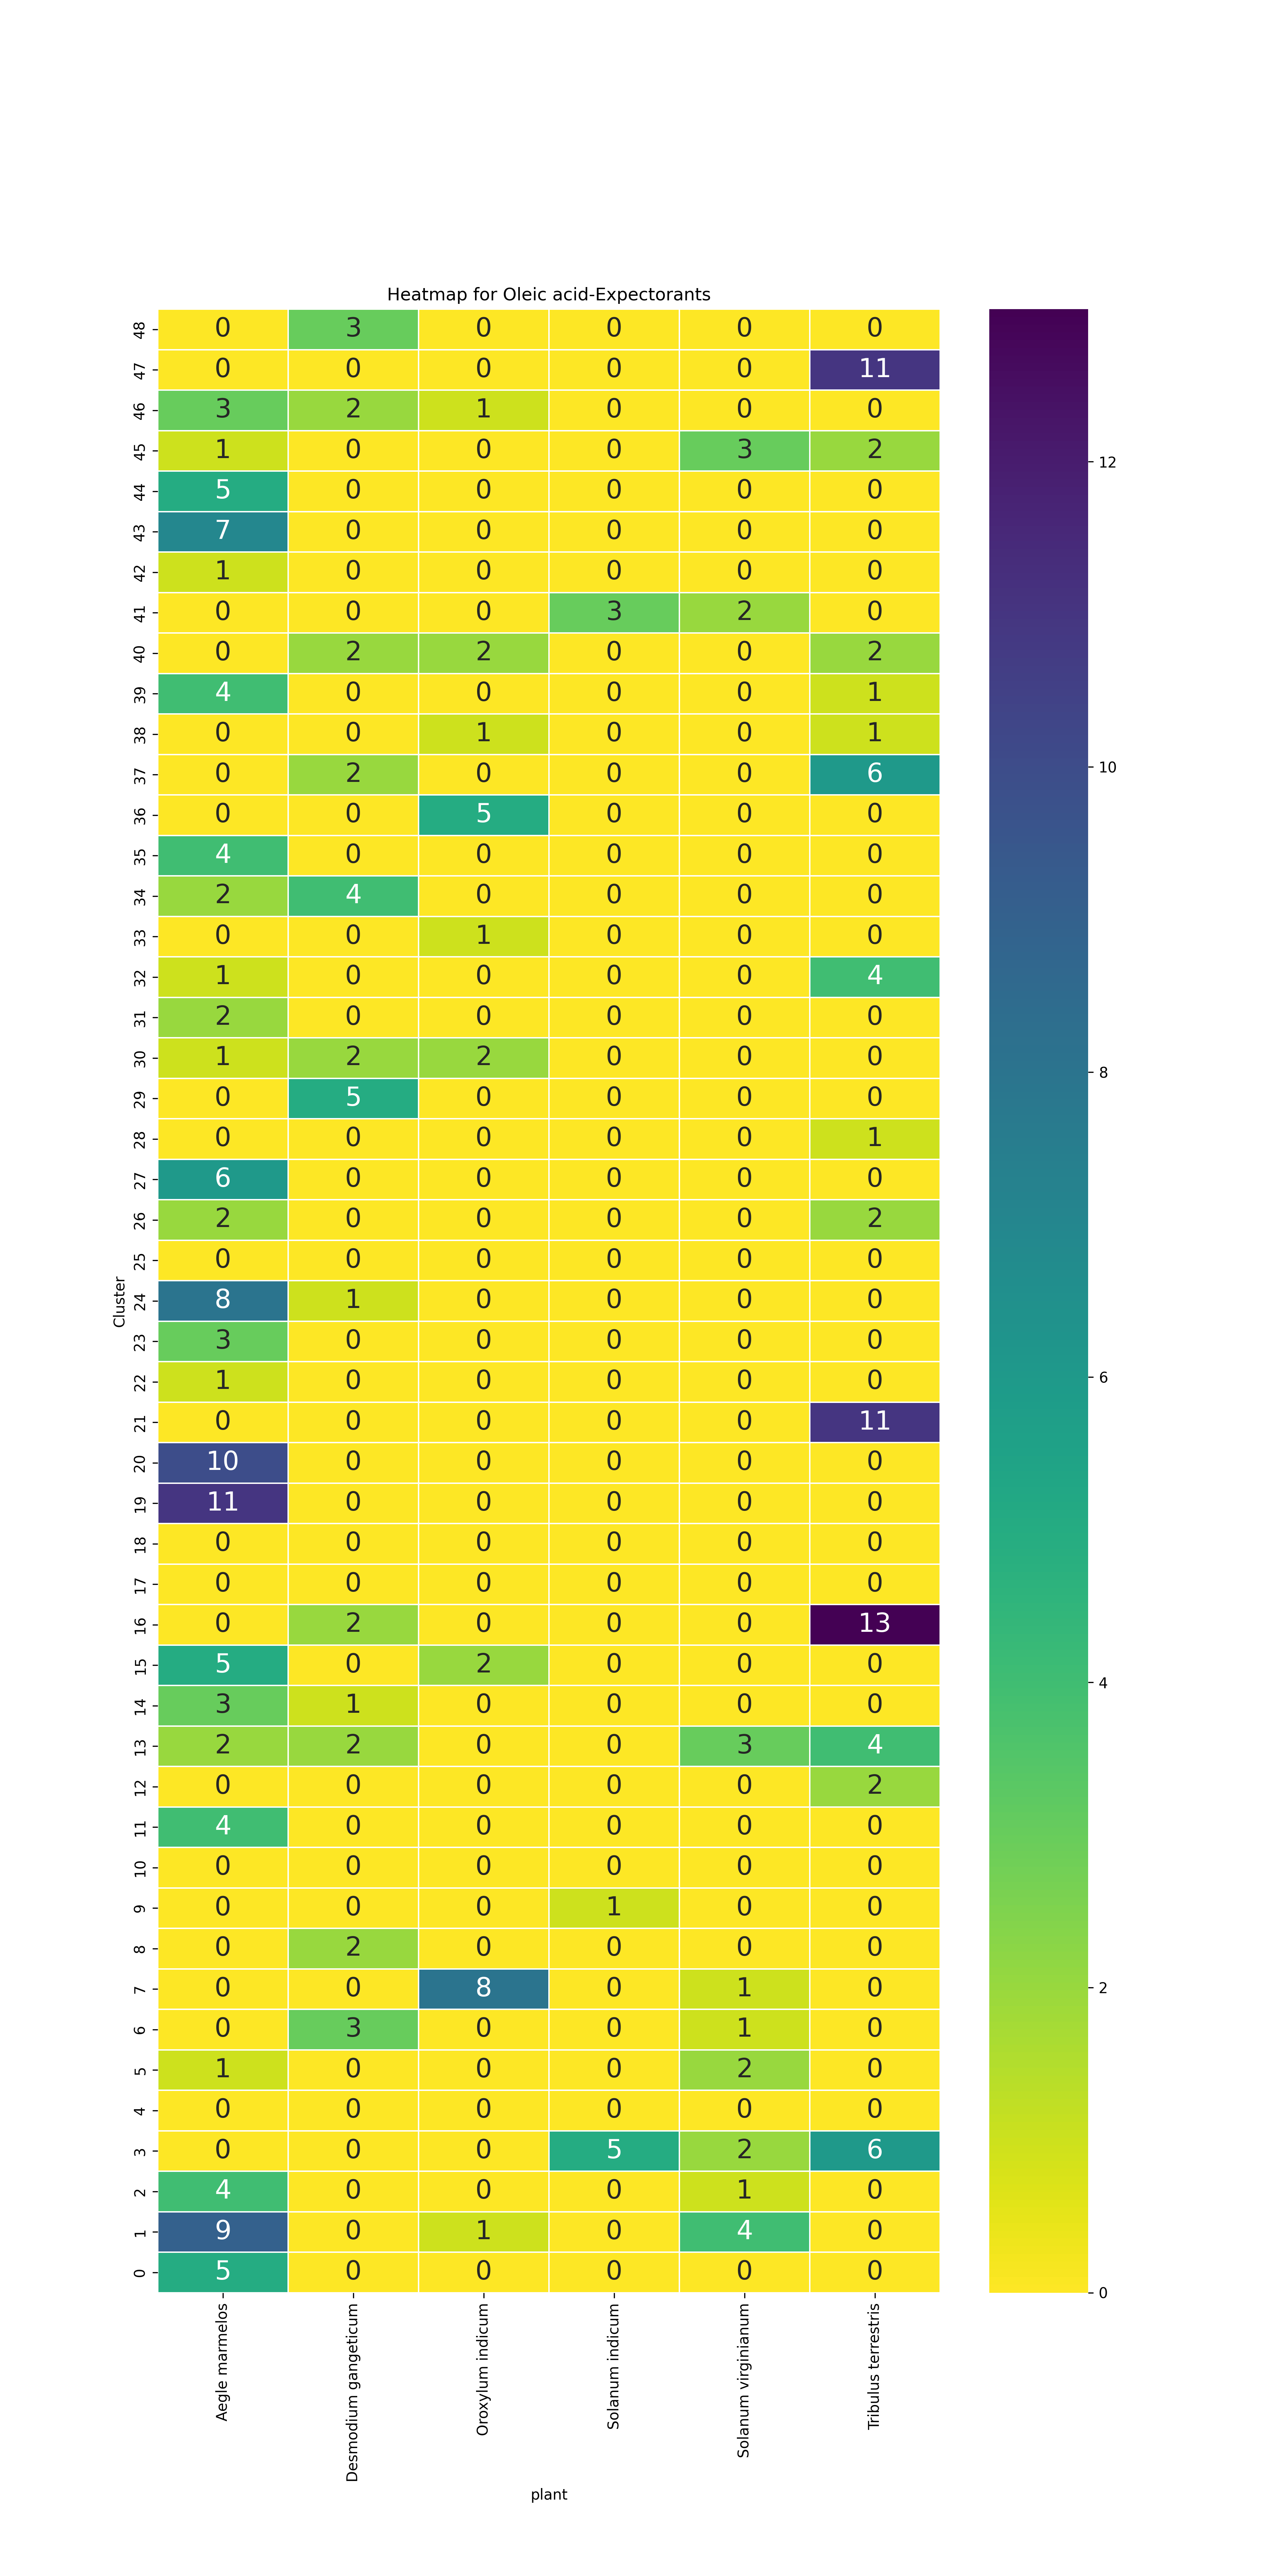 Heatmap for Oleic acid-Expectorants
48 0 3 0 0 0 0
47 0 0 0 0 0 11
46 3 2 1 0 0 0
45 1 0 0 0 3 2
44 5 0 0 0 0 0
43 7 0 0 0 0 0
42 1 0 0 0 0 0
41 0 0 0 3 2 0
40 0 2 2 0 0 2
39 4 0 0 0 0 1
38 0 0 1 0 0 1
37 0 2 0 0 0 6
36 0 0 5 0 0 0
35 4 0 0 0 0 0
34 2 4 0 0 0 0
33 0 0 1 0 0 0
32 1 0 0 0 0 4
31 2 0 0 0 0 0
30 1 2 2 0 0 0
29 0 5 0 0 0 0
28 0 0 0 0 0 1
27 6 0 0 0 0 0
26 2 0 0 0 0 2
25 0 0 0 0 0 0
24 8 1 0 0 0 0
23 3 0 0 0 0 0
22 1 0 0 0 0 0
21 0 0 0 0 0 11
20 10 0 0 0 0 0
19 11 0 0 0 0 0
18 0 0 0 0 0 0
17 0 0 0 0 0 0
16 0 2 0 0 0 13
15 5 0 2 0 0 0
14 3 1 0 0 0 0
13 2 2 0 0 3 4
12 0 0 0 0 0 2
11 4 0 0 0 0 0
10 0 0 0 0 0 0
9 0 0 0 1 0 0
8 0 2 0 0 0 0
7 0 0 8 0 1 0
6 0 3 0 0 1 0
5 1 0 0 0 2 0
4 0 0 0 0 0 0
3 0 0 0 5 2 6
2 4 0 0 0 1 0
1 9 0 1 0 4 0
0 5 0 0 0 0 0
Cluster
Aegle marmelos
Desmodium gangeticum
Oroxylum indicum
Solanum indicum
Solanum virginianum
Tribulus terrestris
plant
12
10
8
6
4
2
0